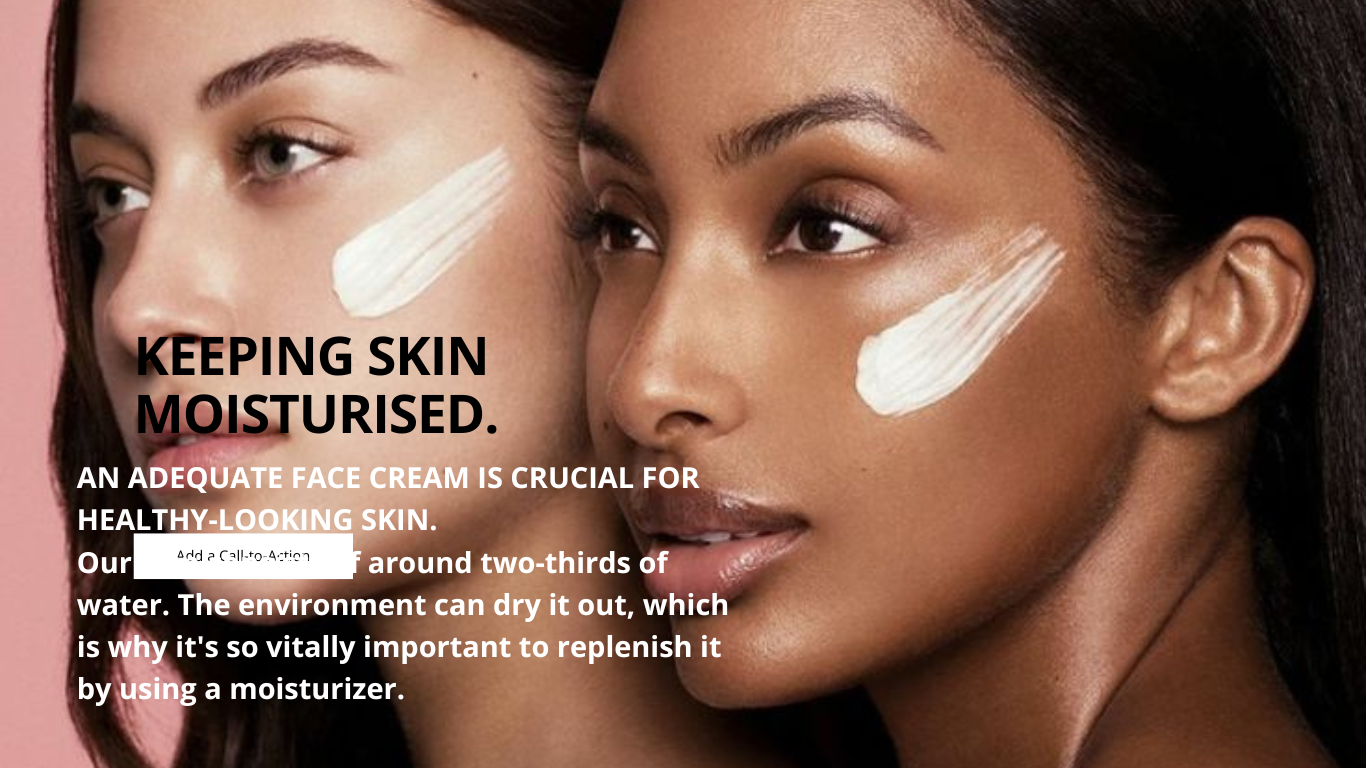 KEEPING SKIN
MOISTURISED.
AN ADEQUATE FACE CREAM IS CRUCIAL FOR
HEALTHY-LOOKING SKIN.
Add a Call-to-Action
Our f around two-thirds of
water. The environment can dry it out, which
is why it's so vitally important to replenish it
by using a moisturizer.